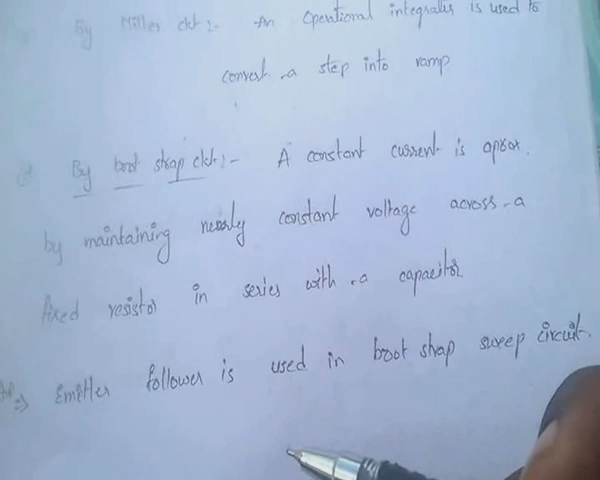 By Miller ckt :- An Operational integrator is used to
convert a step into ramp
By boot strap ckt :- A constant current is aprox.
by maintaining nearly constant voltage across a
fixed resistor in series with a capacitor
=> Emitter follower is used in boot strap sweep circuit.